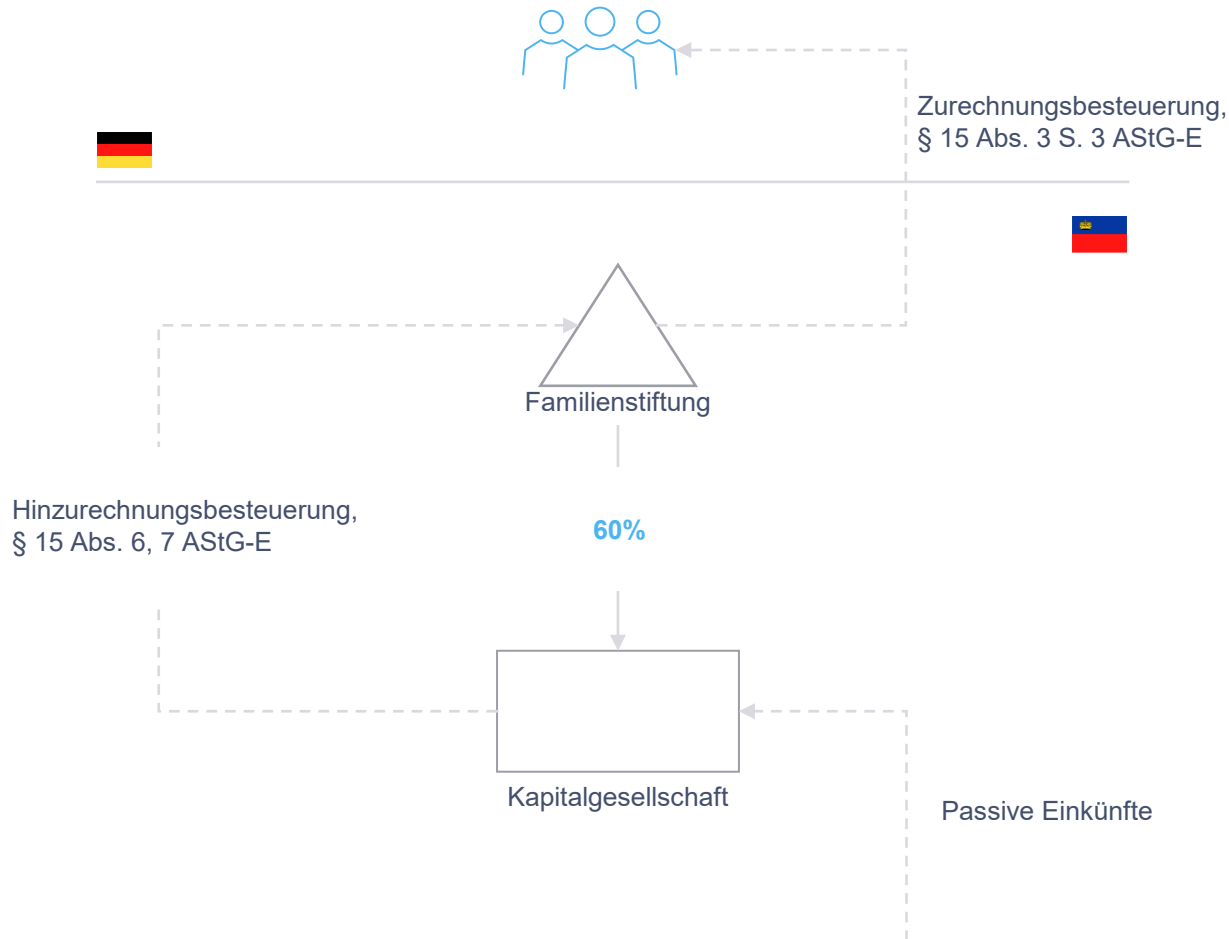 Zurechnungsbesteuerung,
§ 15 Abs. 3 S. 3 AStG-E
Familienstiftung
Hinzurechnungsbesteuerung,
§ 15 Abs. 6, 7 AStG-E
60%
Kapitalgesellschaft
Passive Einkünfte